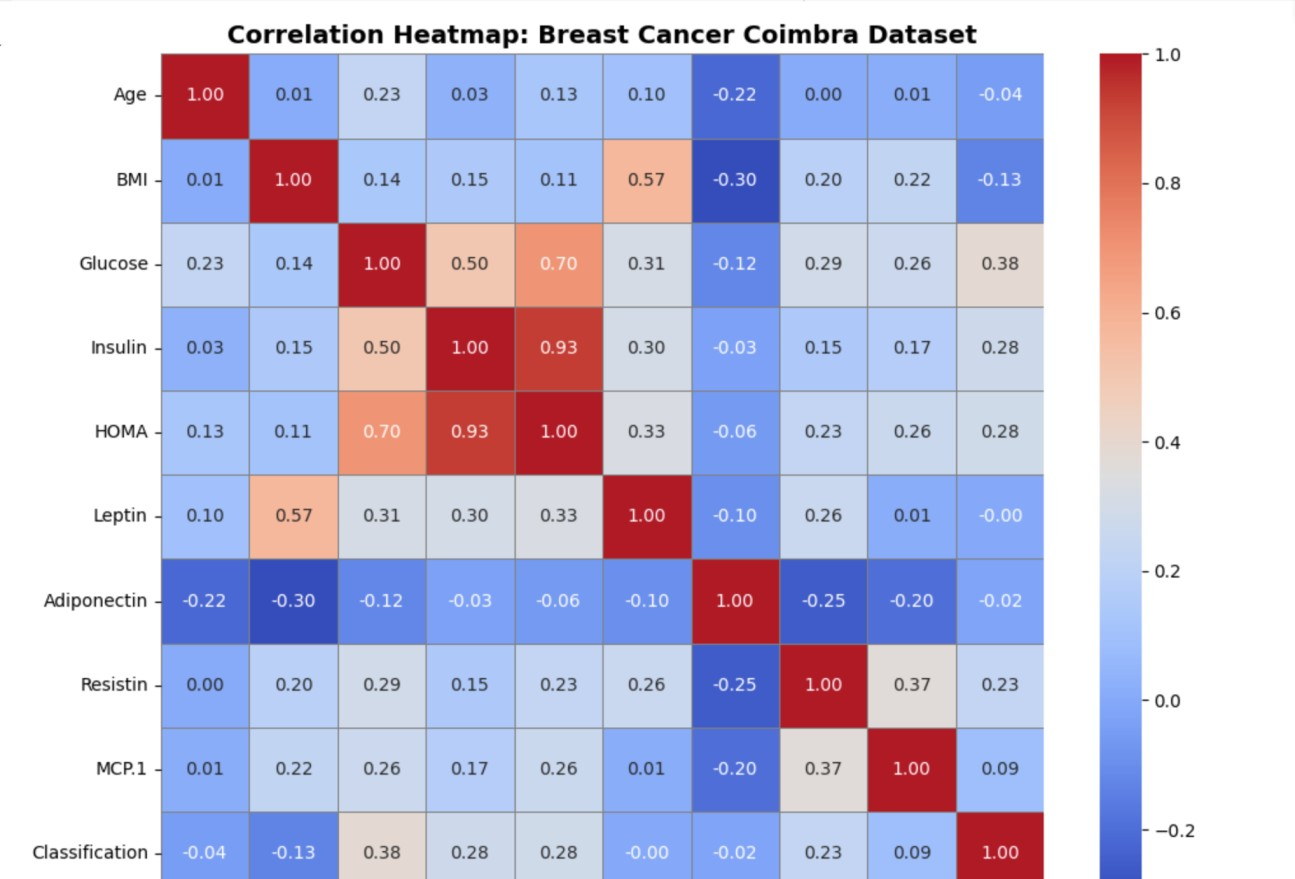 Correlation Heatmap: Breast Cancer Coimbra Dataset
Age 1.00 0.01 0.23 0.03 0.13 0.10 -0.22 0.00 0.01 -0.04
BMI 0.01 1.00 0.14 0.15 0.11 0.57 -0.30 0.20 0.22 -0.13
Glucose 0.23 0.14 1.00 0.50 0.70 0.31 -0.12 0.29 0.26 0.38
Insulin 0.03 0.15 0.50 1.00 0.93 0.30 -0.03 0.15 0.17 0.28
HOMA 0.13 0.11 0.70 0.93 1.00 0.33 -0.06 0.23 0.26 0.28
Leptin 0.10 0.57 0.31 0.30 0.33 1.00 -0.10 0.26 0.01 -0.00
Adiponectin -0.22 -0.30 -0.12 -0.03 -0.06 -0.10 1.00 -0.25 -0.20 -0.02
Resistin 0.00 0.20 0.29 0.15 0.23 0.26 -0.25 1.00 0.37 0.23
MCP.1 0.01 0.22 0.26 0.17 0.26 0.01 -0.20 0.37 1.00 0.09
Classification -0.04 -0.13 0.38 0.28 0.28 -0.00 -0.02 0.23 0.09 1.00
1.0
0.8
0.6
0.4
0.2
0.0
−0.2